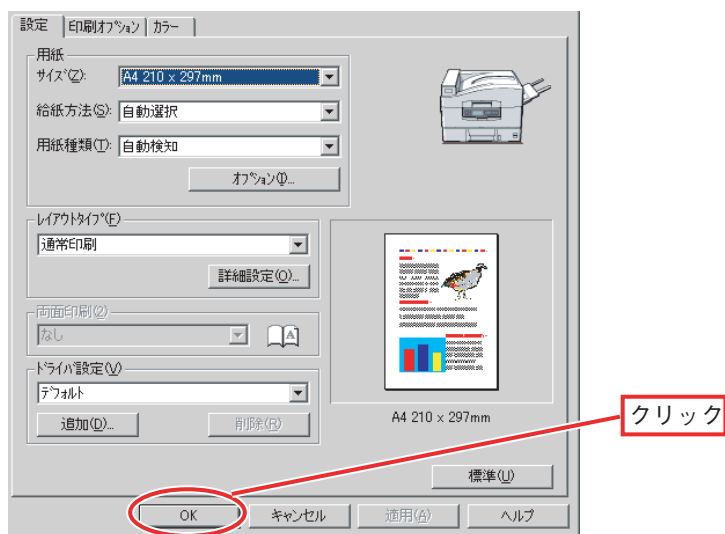 設定 印刷ｵﾌﾟｼｮﾝ ｶﾗｰ
用紙
ｻｲｽﾞ(Z): A4 210 x 297mm
給紙方法(S): 自動選択
用紙種類(T): 自動検知
ｵﾌﾟｼｮﾝ(I)...
ﾚｲｱｳﾄﾀｲﾌﾟ(F)
通常印刷
詳細設定(O)...
両面印刷(2)
なし
A
ﾄﾞﾗｲﾊﾞ設定(V)
ﾃﾞﾌｫﾙﾄ
追加(D)... 削除(R)
A4 210 x 297mm
クリック
標準(U)
OK ｷｬﾝｾﾙ 適用(A) ﾍﾙﾌﾟ